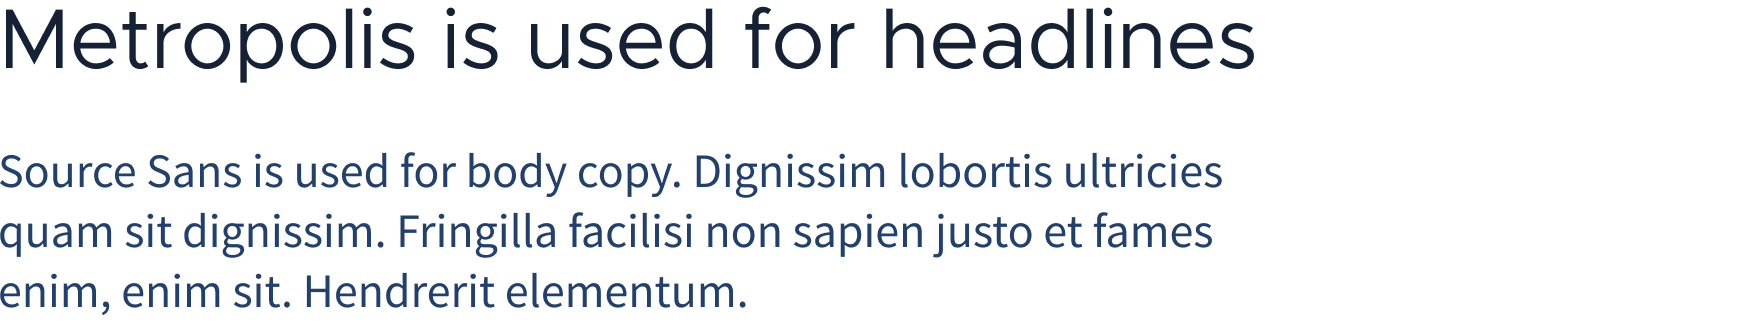 Metropolis is used for headlines
Source Sans is used for body copy. Dignissim lobortis ultricies
quam sit dignissim. Fringilla facilisi non sapien justo et fames
enim, enim sit. Hendrerit elementum.